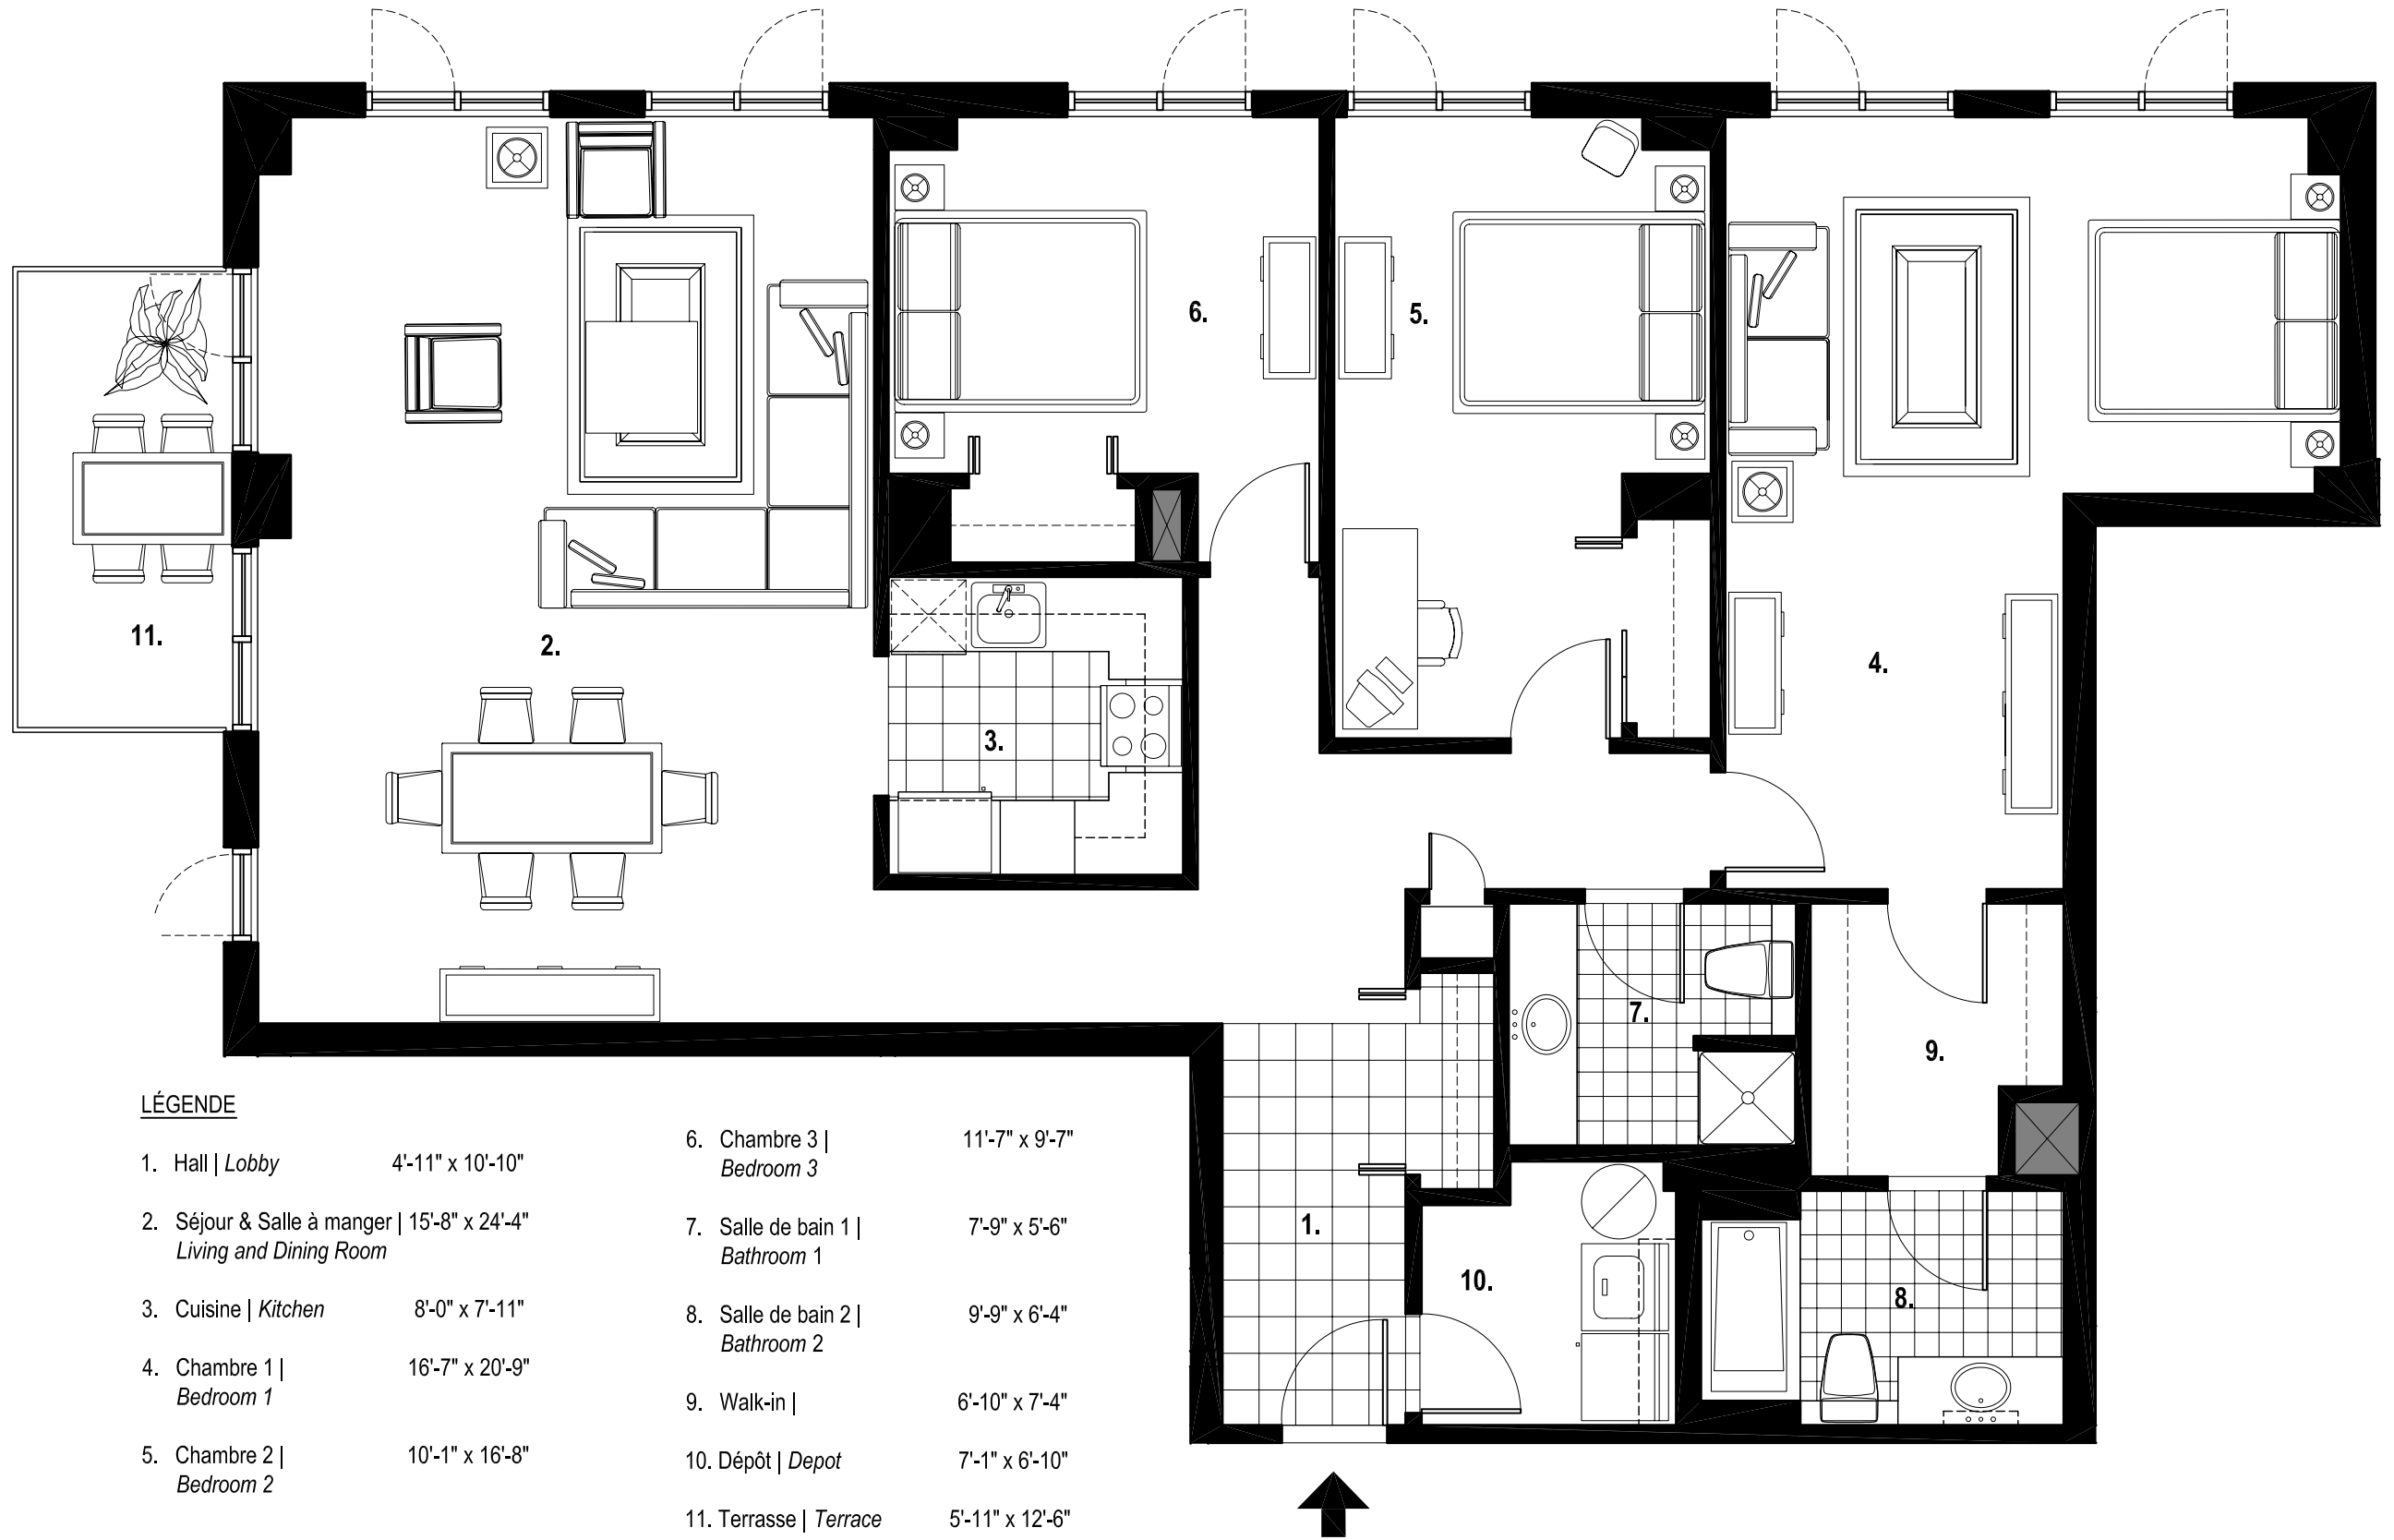 6.
5.
11.
2.
4.
3.
7.
9.
1.
10.
8.
LÉGENDE
1. Hall | Lobby 4'-11" x 10'-10"
2. Séjour & Salle à manger | 15'-8" x 24'-4"
Living and Dining Room
3. Cuisine | Kitchen 8'-0" x 7'-11"
4. Chambre 1 | 16'-7" x 20'-9"
Bedroom 1
5. Chambre 2 | 10'-1" x 16'-8"
Bedroom 2
6. Chambre 3 | 11'-7" x 9'-7"
Bedroom 3
7. Salle de bain 1 | 7'-9" x 5'-6"
Bathroom 1
8. Salle de bain 2 | 9'-9" x 6'-4"
Bathroom 2
9. Walk-in | 6'-10" x 7'-4"
10. Dépôt | Depot 7'-1" x 6'-10"
11. Terrasse | Terrace 5'-11" x 12'-6"